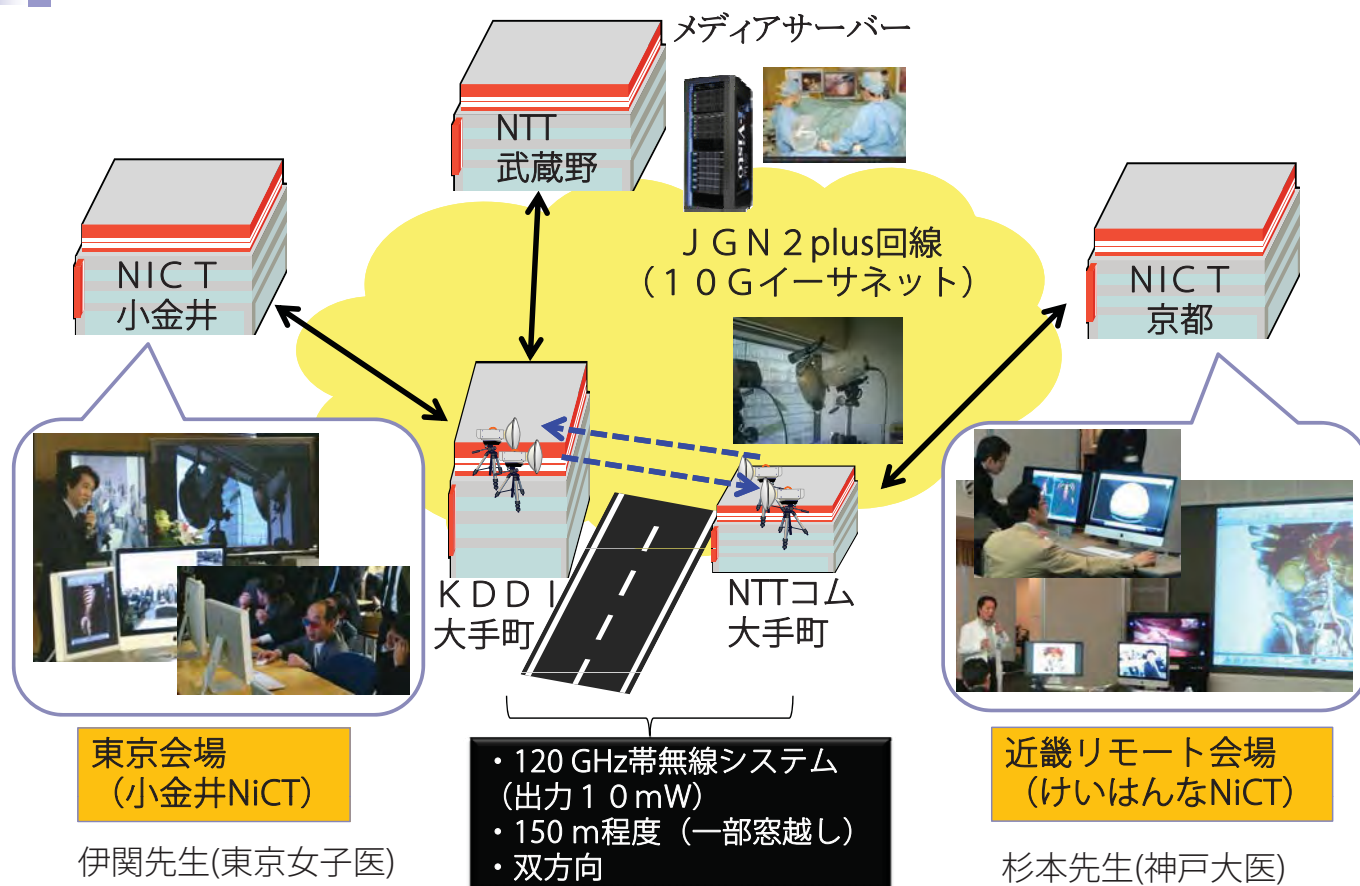 メディアサーバー
NTT
武蔵野
Visto
NICT
小金井
JGN2plus回線
（10Gイーサネット）
NICT
京都
KDDI
大手町
NTTコム
大手町
東京会場
（小金井NiCT）
・120 GHz帯無線システム
（出力１０mW）
・150 m程度（一部窓越し）
・双方向
近畿リモート会場
（けいはんなNiCT）
伊関先生(東京女子医)
杉本先生(神戸大医)